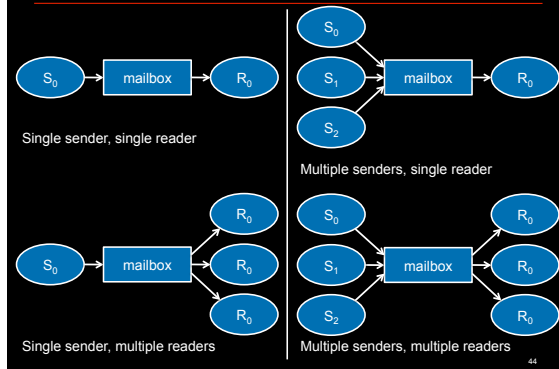 S₀
mailbox
R₀
Single sender, single reader
S₀
S₁
S₂
mailbox
R₀
Multiple senders, single reader
S₀
mailbox
R₀
R₀
R₀
Single sender, multiple readers
S₀
S₁
S₂
mailbox
R₀
R₀
R₀
Multiple senders, multiple readers
44